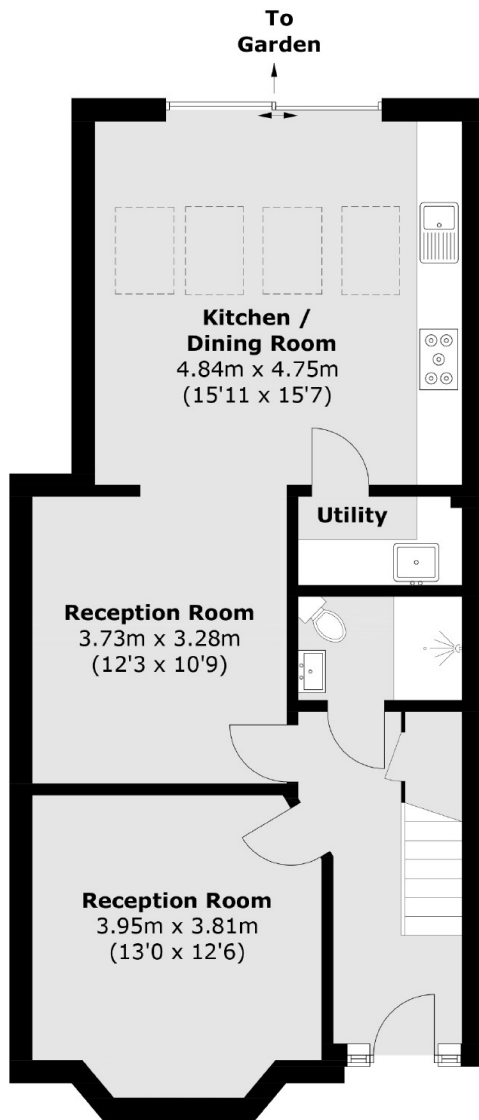 To
Garden
Kitchen /
Dining Room
4.84m x 4.75m
(15'11 x 15'7)
Utility
Reception Room
3.73m x 3.28m
(12'3 x 10'9)
Reception Room
3.95m x 3.81m
(13'0 x 12'6)